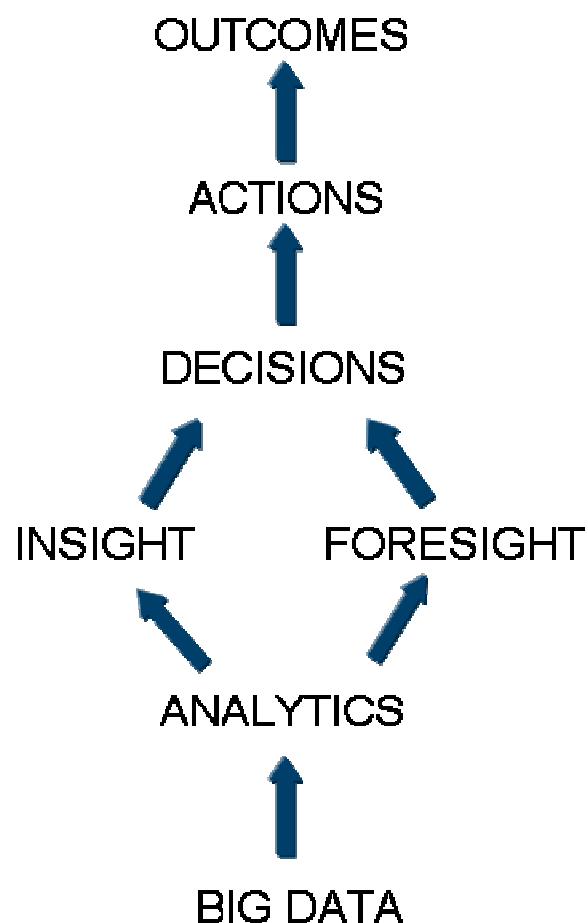 OUTCOMES
ACTIONS
DECISIONS
INSIGHT FORESIGHT
ANALYTICS
BIG DATA